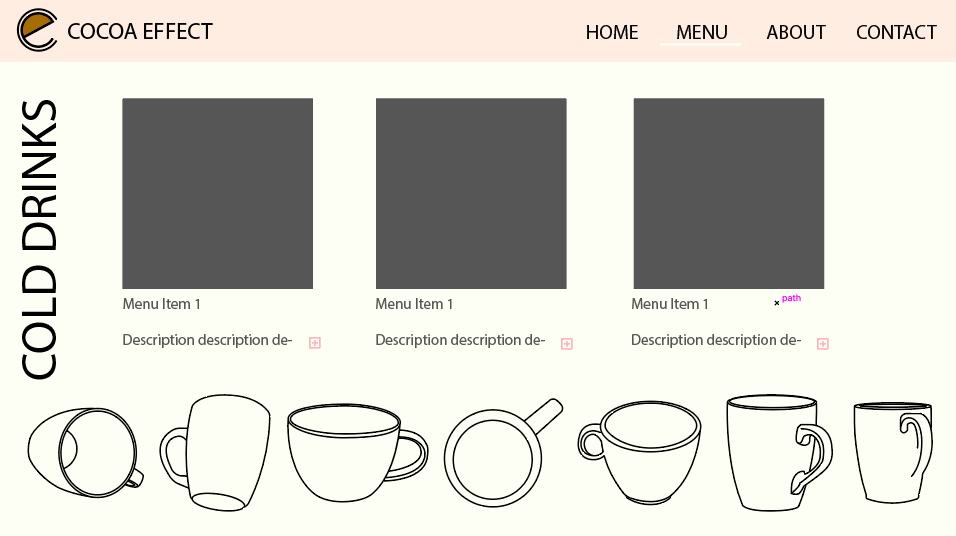 COCOA EFFECT
HOME MENU ABOUT CONTACT
COLD DRINKS
Menu Item 1
Description description de-
Menu Item 1
Description description de-
Menu Item 1
path
Description description de-